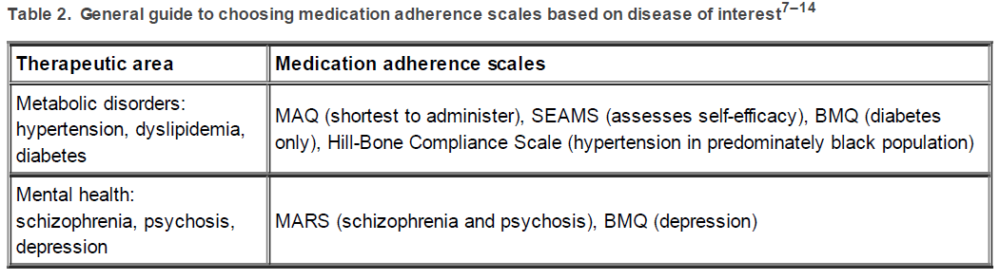 Table 2. General guide to choosing medication adherence scales based on disease of interest7–14
Therapeutic area
Medication adherence scales
Metabolic disorders:
hypertension, dyslipidemia,
diabetes
MAQ (shortest to administer), SEAMS (assesses self-efficacy), BMQ (diabetes
only), Hill-Bone Compliance Scale (hypertension in predominately black population)
Mental health:
schizophrenia, psychosis,
depression
MARS (schizophrenia and psychosis), BMQ (depression)